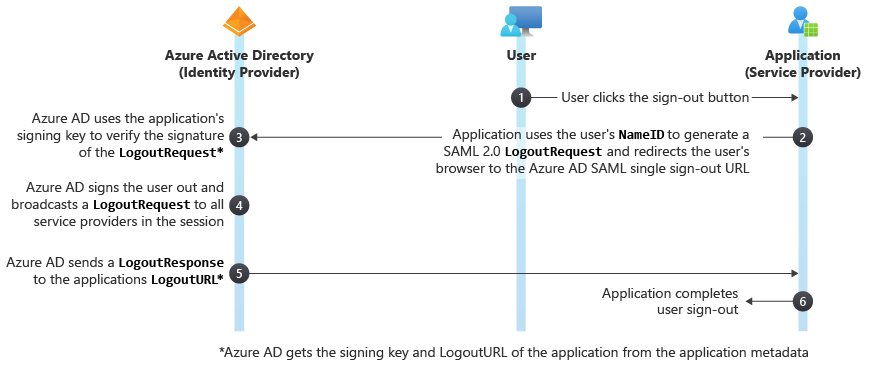 Azure Active Directory
(Identity Provider)
User
Application
(Service Provider)
1
User clicks the sign-out button
Azure AD uses the application's
signing key to verify the signature
of the LogoutRequest*
3
Application uses the user's NameID to generate a
SAML 2.0 LogoutRequest and redirects the user's
browser to the Azure AD SAML single sign-out URL
2
Azure AD signs the user out and
broadcasts a LogoutRequest to all
service providers in the session
4
Azure AD sends a LogoutResponse
to the applications LogoutURL*
5
Application completes
user sign-out
6
*Azure AD gets the signing key and LogoutURL of the application from the application metadata